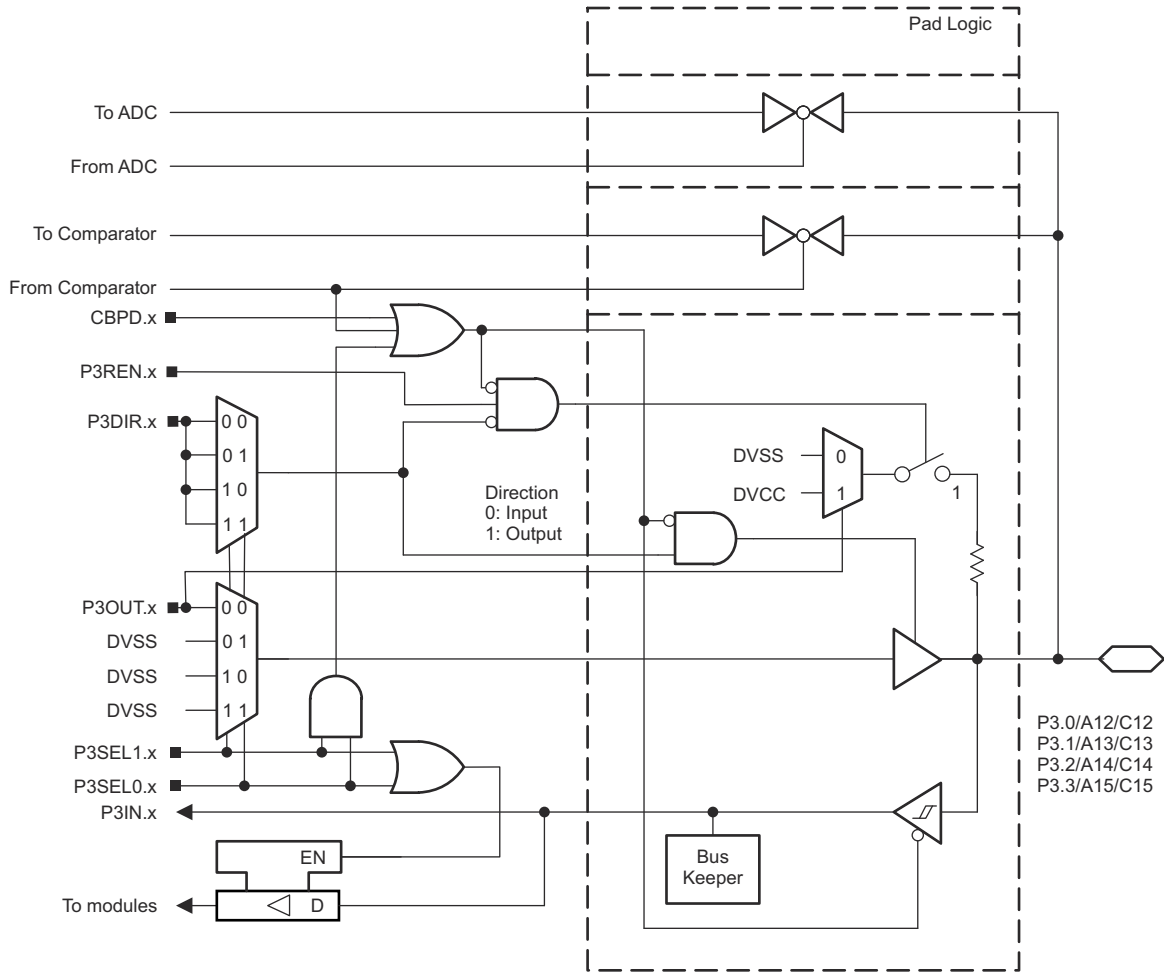 Pad Logic
To ADC
From ADC
To Comparator
From Comparator
CBPD.x
P3REN.x
P3DIR.x
0 0
0 1
1 0
1 1
Direction
0: Input
1: Output
DVSS
0
DVCC
1
1
P3OUT.x
0 0
DVSS
0 1
DVSS
1 0
DVSS
1 1
P3SEL1.x
P3SEL0.x
P3IN.x
P3.0/A12/C12
P3.1/A13/C13
P3.2/A14/C14
P3.3/A15/C15
Bus
Keeper
EN
To modules
D